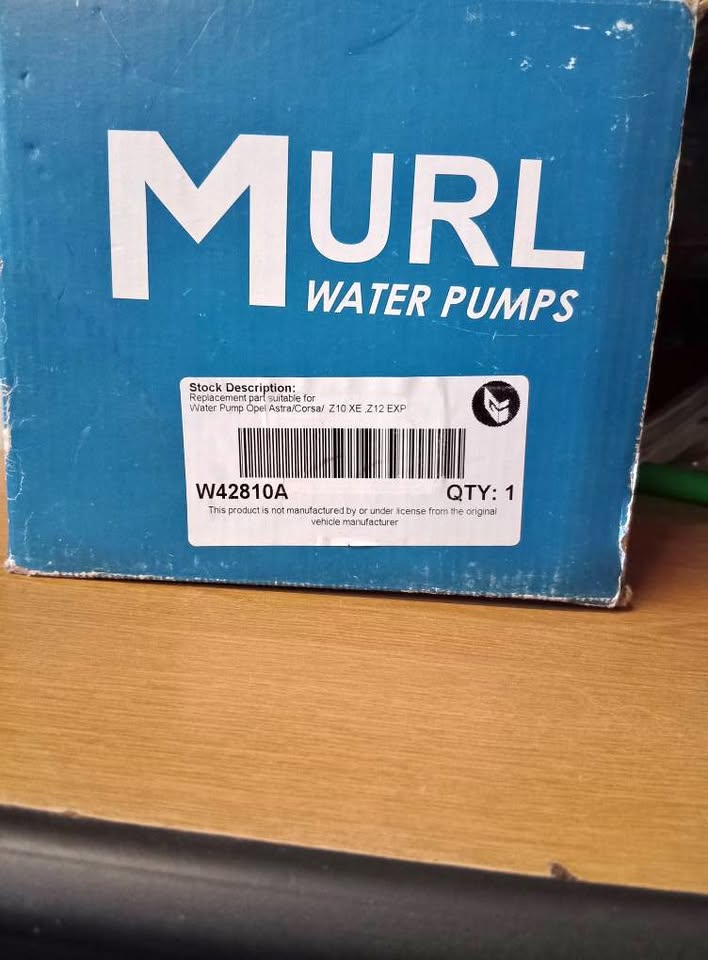 MURL
WATER PUMPS
Stock Description:
Replacement part suitable for
Water Pump Opel Astra/Corsa/ Z10 XE ,Z12 EXP
W42810A QTY: 1
This product is not manufactured by or under license from the original
vehicle manufacturer